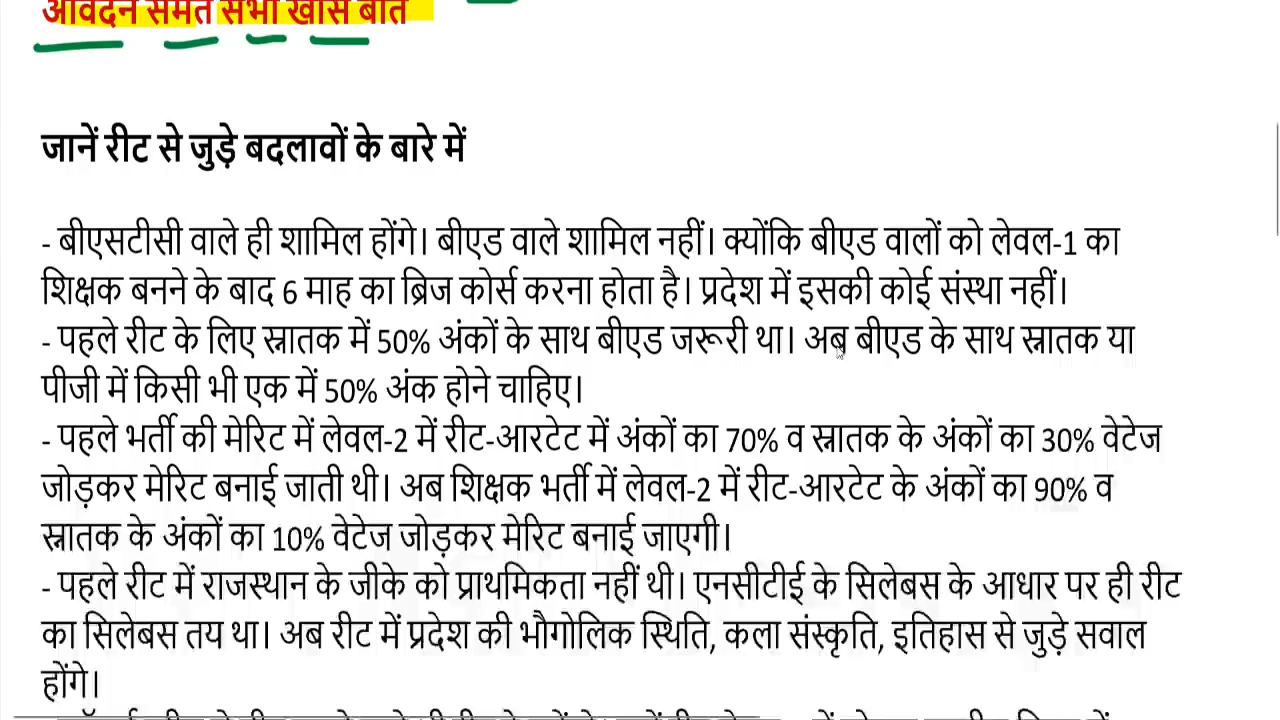 आवेदन समेत सभी खास बातें
जानें रीट से जुड़े बदलावों के बारे में
- बीएसटीसी वाले ही शामिल होंगे। बीएड वाले शामिल नहीं। क्योंकि बीएड वालों को लेवल-1 का
शिक्षक बनने के बाद 6 माह का ब्रिज कोर्स करना होता है। प्रदेश में इसकी कोई संस्था नहीं।
- पहले रीट के लिए स्नातक में 50% अंकों के साथ बीएड जरूरी था। अब बीएड के साथ स्नातक या
पीजी में किसी भी एक में 50% अंक होने चाहिए।
- पहले भर्ती की मेरिट में लेवल-2 में रीट-आरटेट में अंकों का 70% व स्नातक के अंकों का 30% वेटेज
जोड़कर मेरिट बनाई जाती थी। अब शिक्षक भर्ती में लेवल-2 में रीट-आरटेट के अंकों का 90% व
स्नातक के अंकों का 10% वेटेज जोड़कर मेरिट बनाई जाएगी।
- पहले रीट में राजस्थान के जीके को प्राथमिकता नहीं थी। एनसीटीई के सिलेबस के आधार पर ही रीट
का सिलेबस तय था। अब रीट में प्रदेश की भौगोलिक स्थिति, कला संस्कृति, इतिहास से जुड़े सवाल
होंगे।